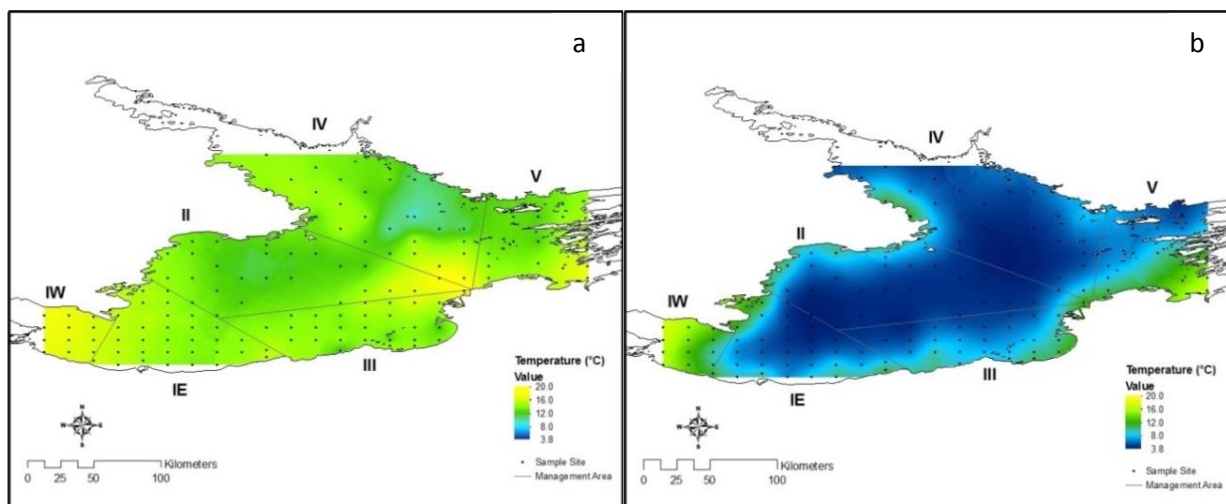 a
IV
V
II
IW
III
IE
Temperature (°C)
Value
20.0
16.0
12.0
8.0
3.8
N
W E
S
Kilometers
0 25 50 100
Sample Site
Management Area
b
IV
V
II
IW
III
IE
Temperature (°C)
Value
20.0
16.0
12.0
8.0
3.8
N
W E
S
Kilometers
0 25 50 100
Sample Site
Management Area